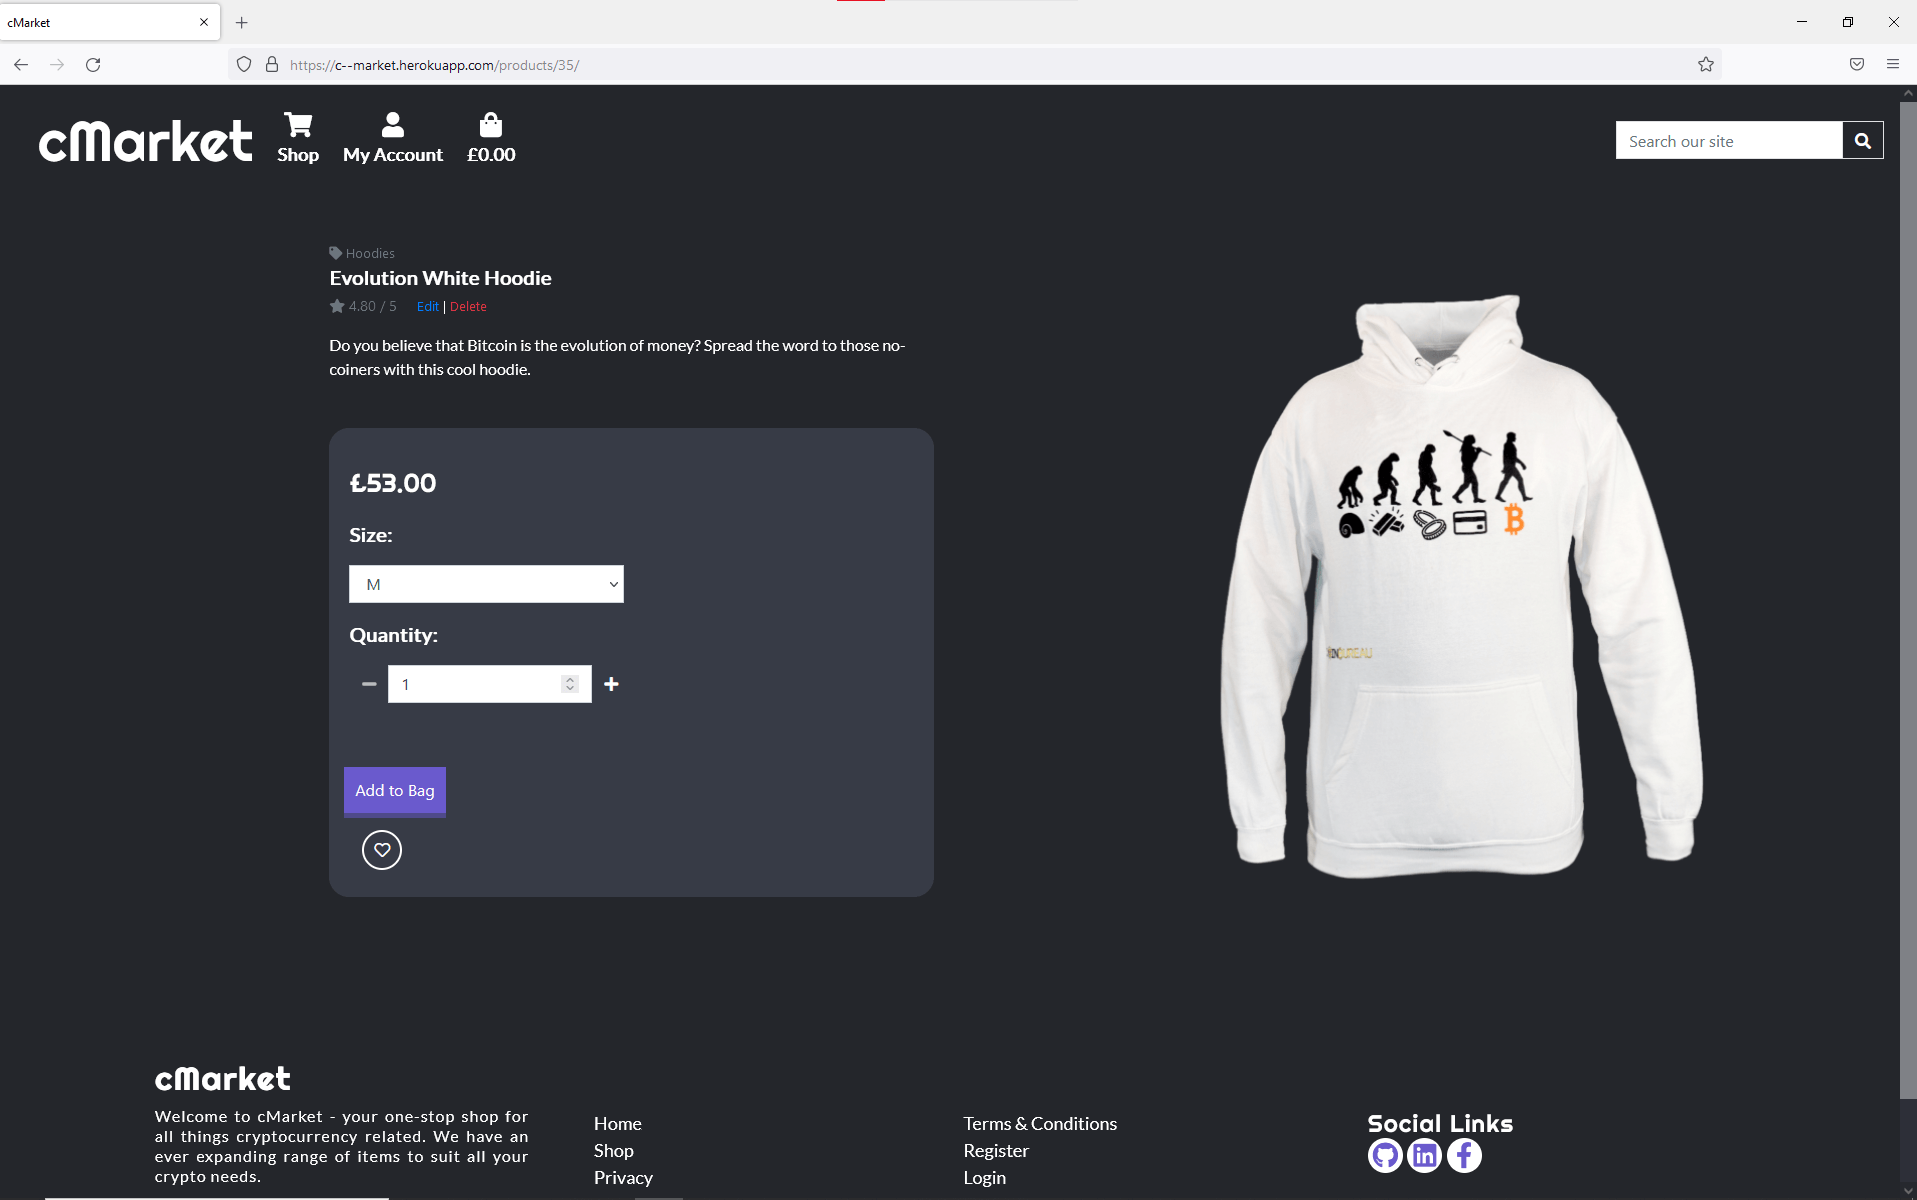 cMarket
https://c--market.herokuapp.com/products/35/
cMarket
Shop
My Account
£0.00
Search our site
Hoodies
Evolution White Hoodie
4.80 / 5
Edit | Delete
Do you believe that Bitcoin is the evolution of money? Spread the word to those no-
coiners with this cool hoodie.
£53.00
Size:
M
Quantity:
1
Add to Bag
cMarket
Welcome to cMarket - your one-stop shop for
all things cryptocurrency related. We have an
ever expanding range of items to suit all your
crypto needs.
Home
Shop
Privacy
Terms & Conditions
Register
Login
Social Links